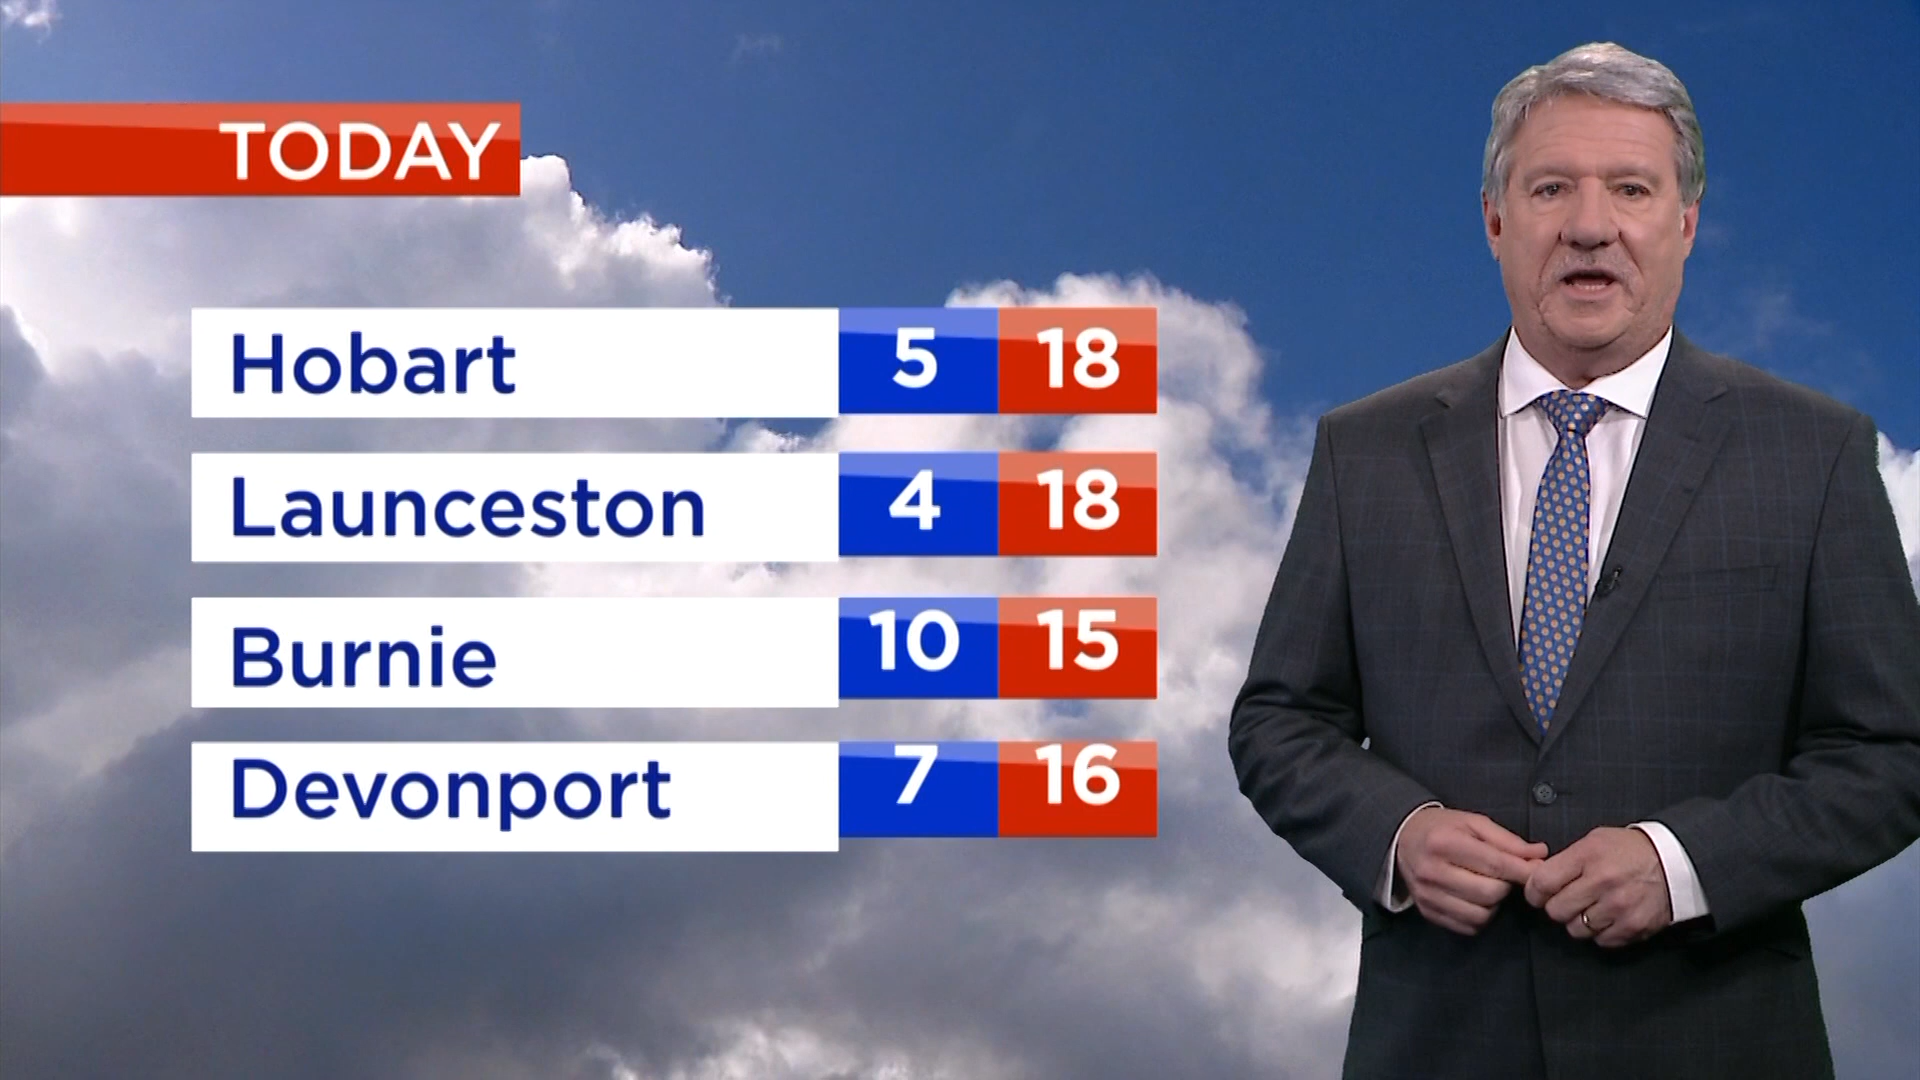 TODAY
Hobart 5 18
Launceston 4 18
Burnie 10 15
Devonport 7 16